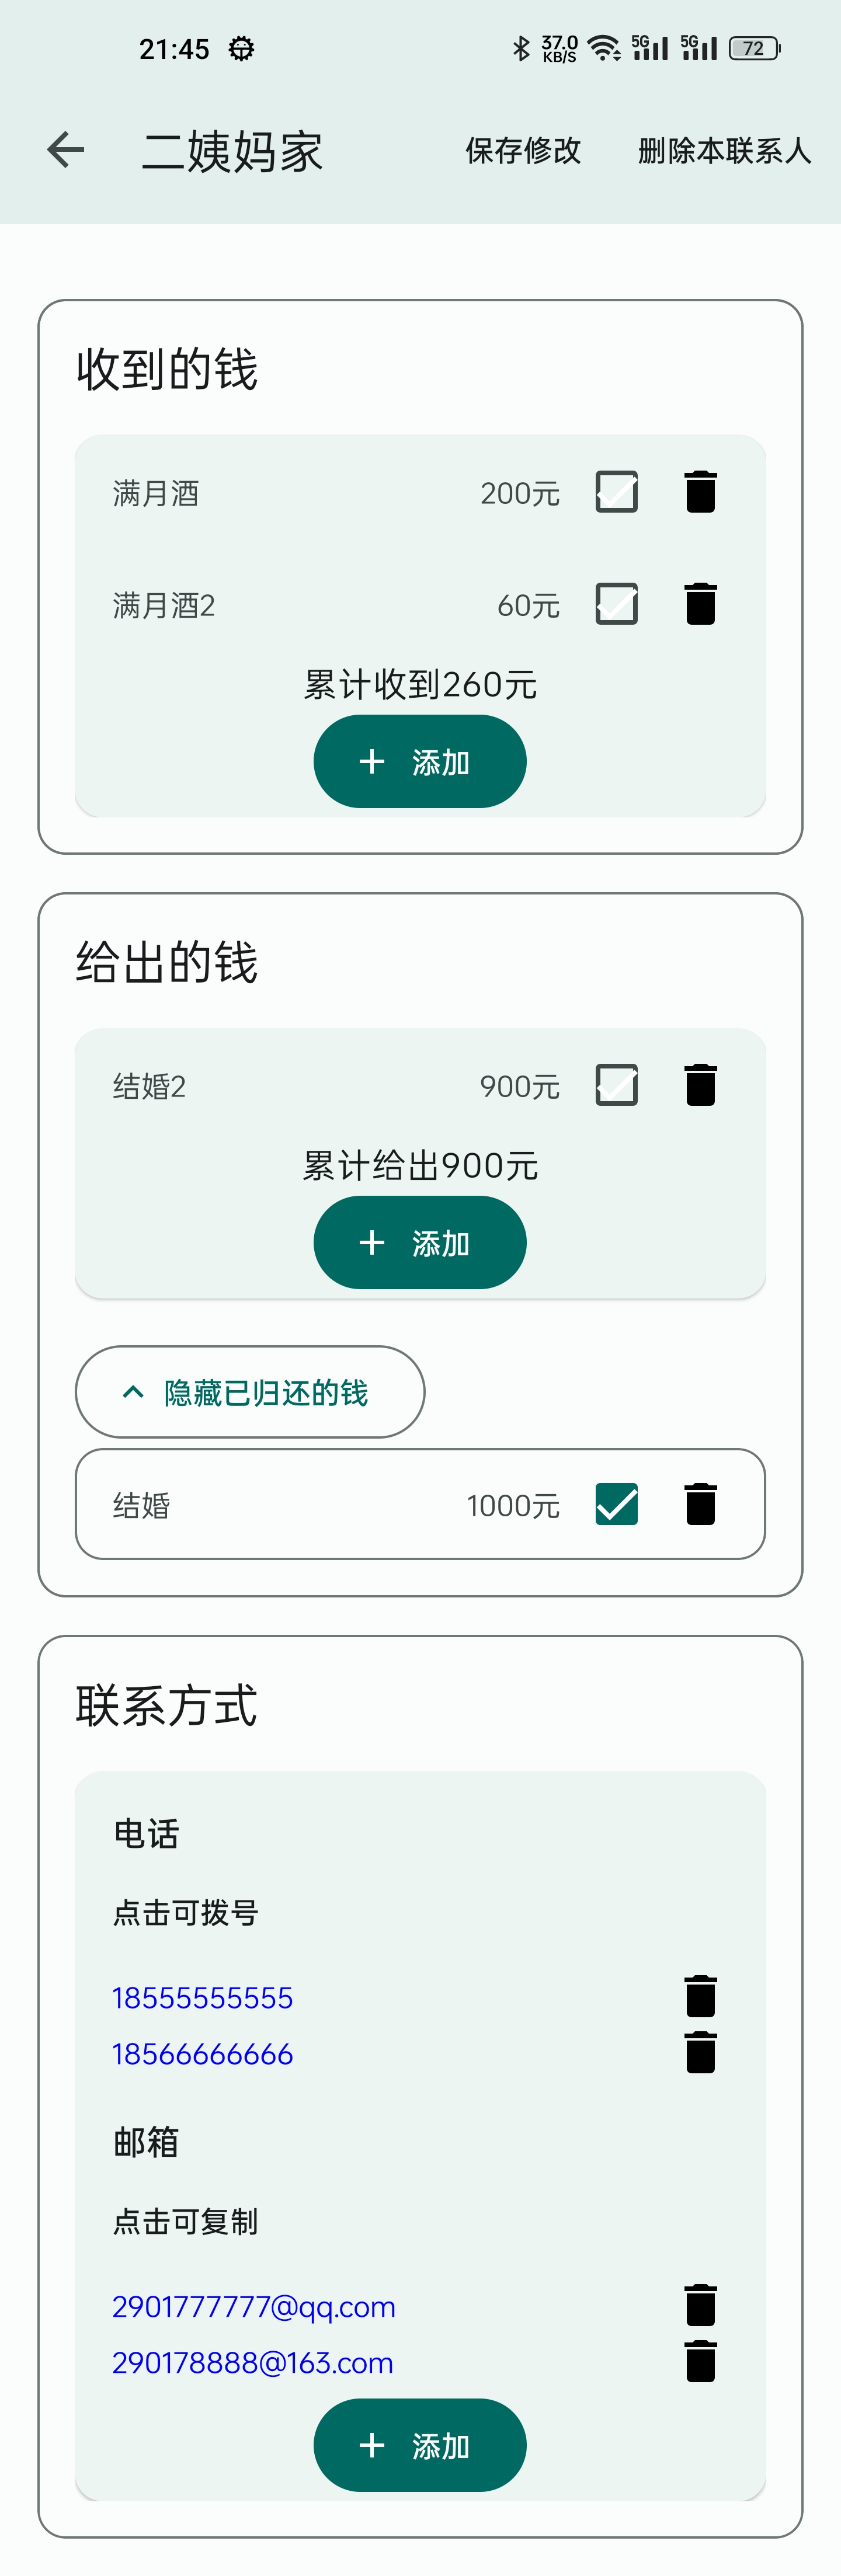 21:45 37.0 KB/S 5G 5G 72
二姨妈家 保存修改 删除本联系人
收到的钱
满月酒 200元
满月酒2 60元
累计收到260元
添加
给出的钱
结婚2 900元
累计给出900元
添加
隐藏已归还的钱
结婚 1000元
联系方式
电话
点击可拨号
18555555555
18566666666
邮箱
点击可复制
2901777777@qq.com
290178888@163.com
添加